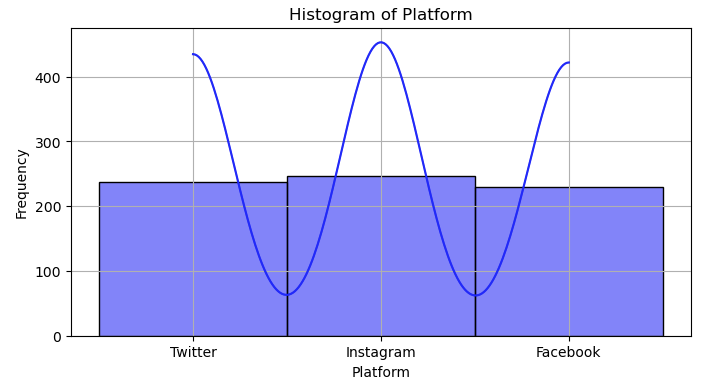 Histogram of Platform
Frequency
400
300
200
100
0
Twitter Instagram Facebook
Platform